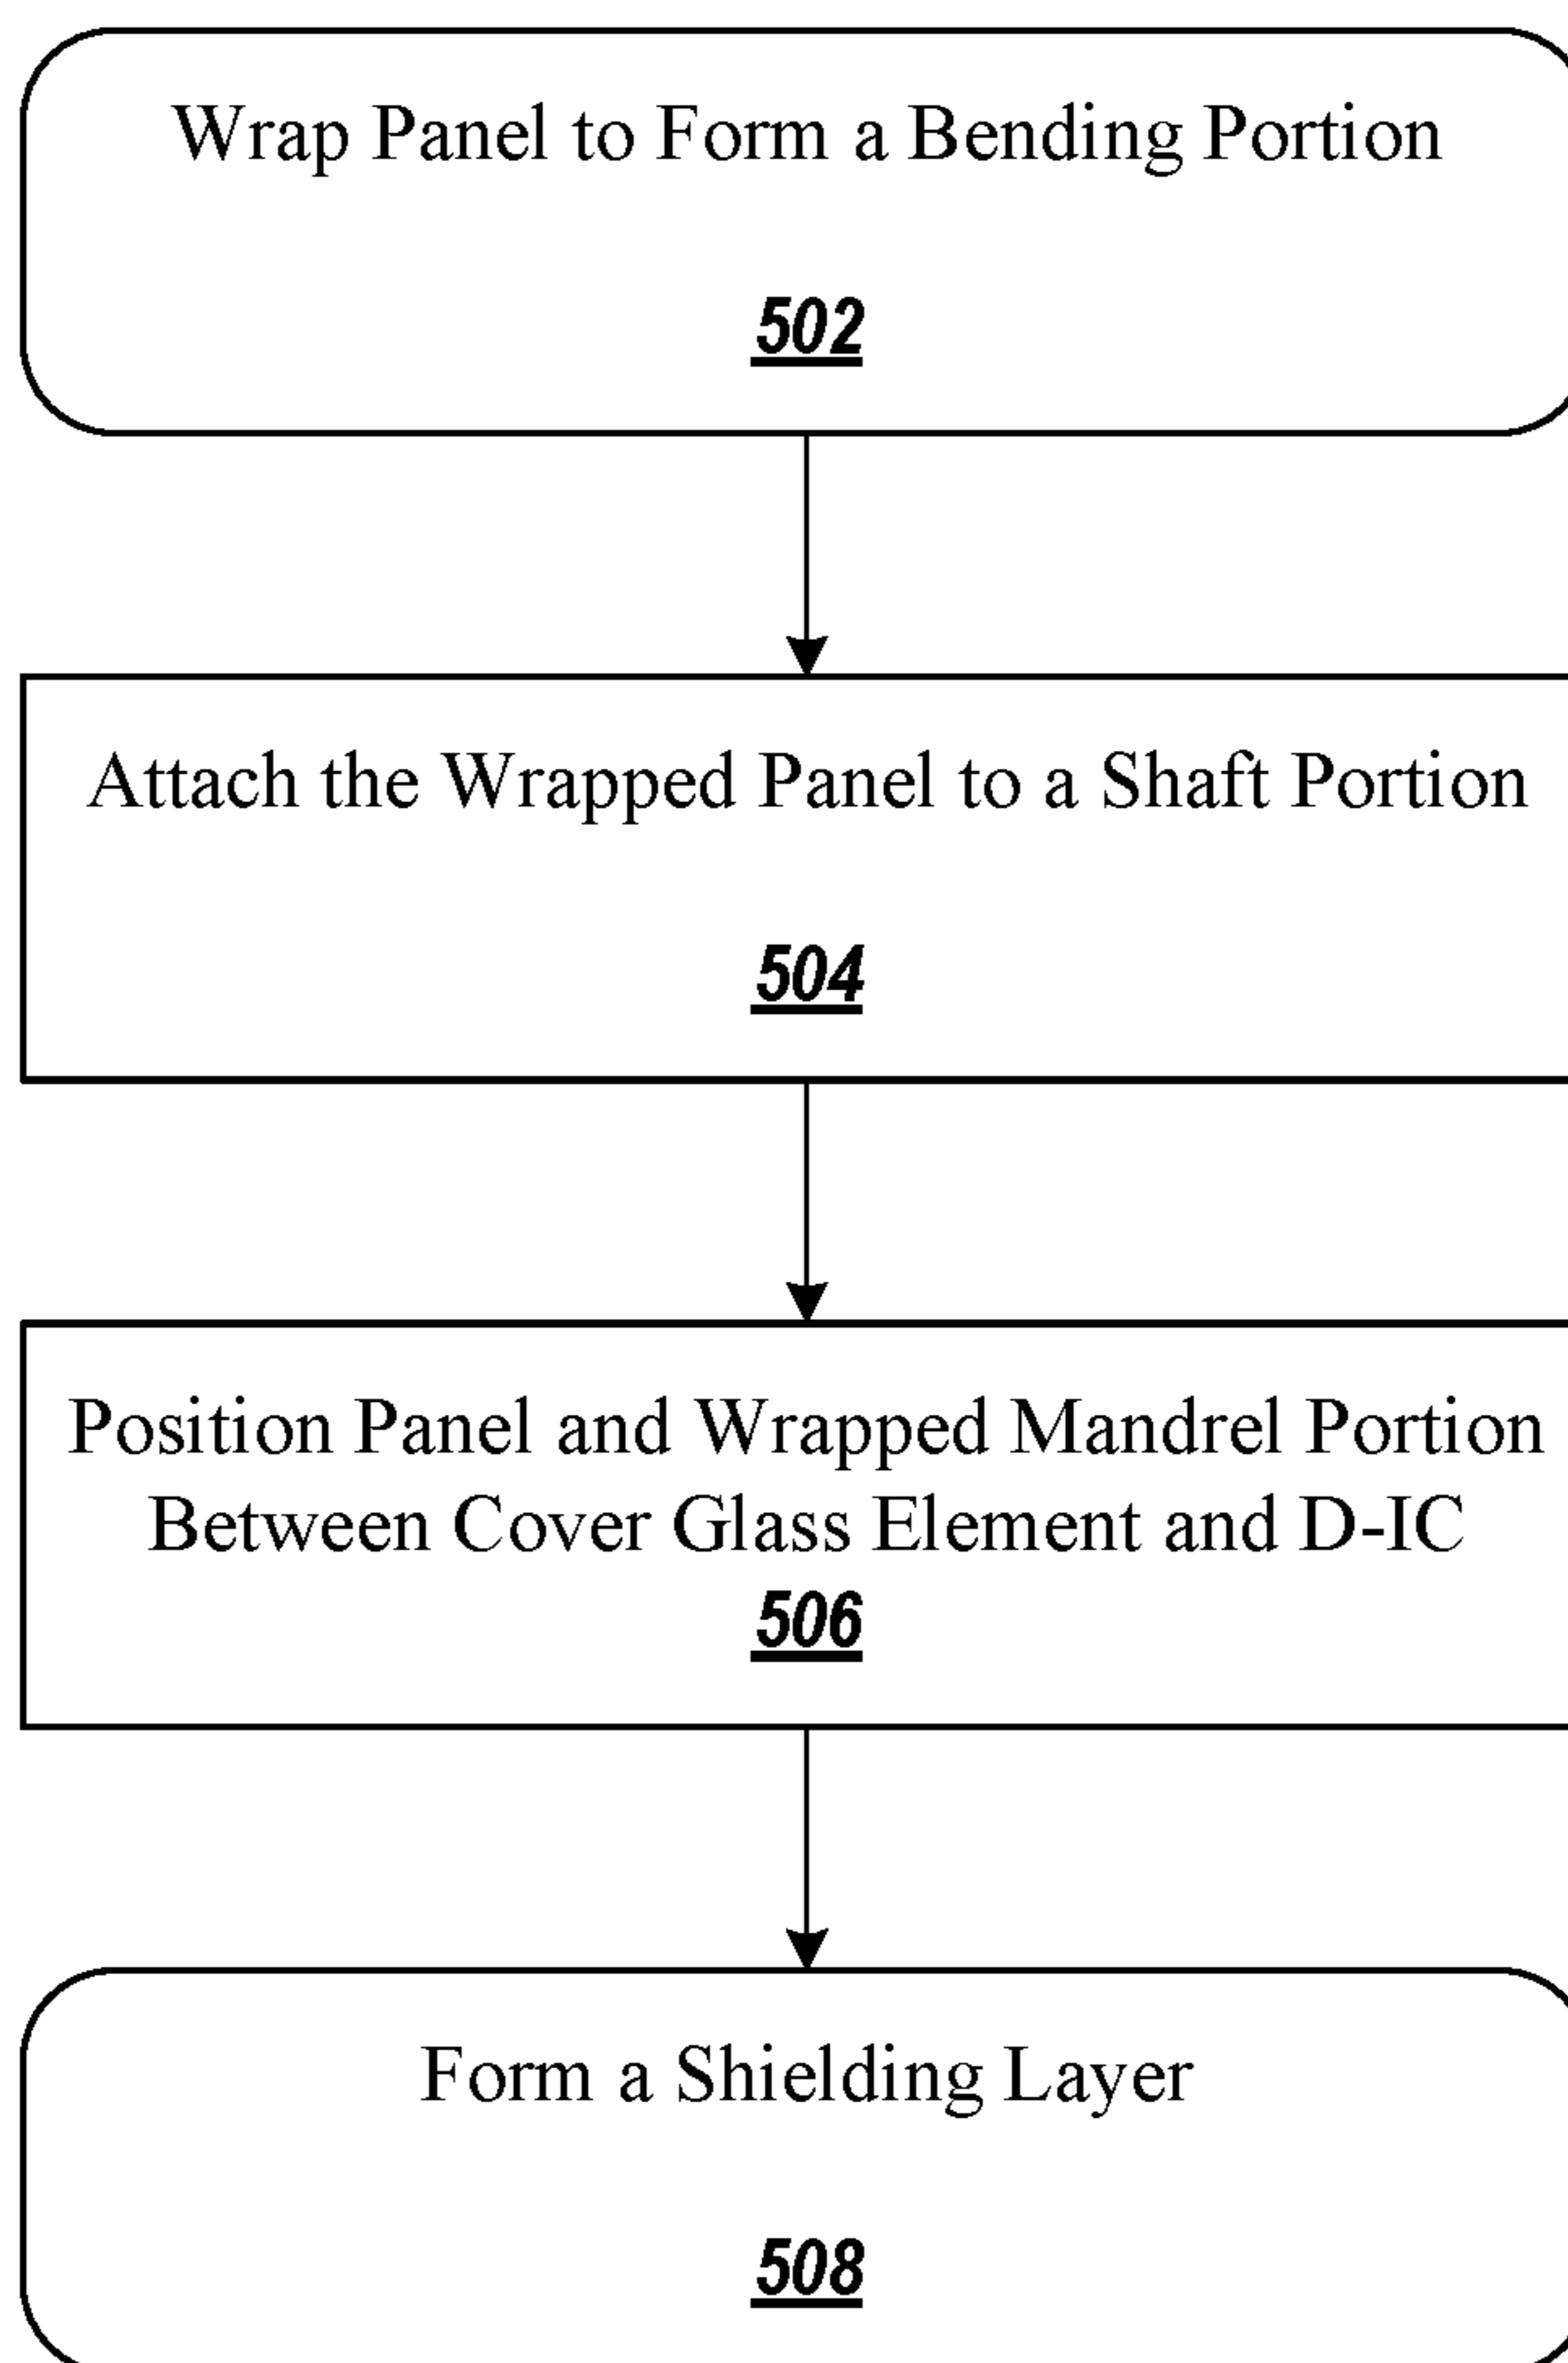 Wrap Panel to Form a Bending Portion
502
Attach the Wrapped Panel to a Shaft Portion
504
Position Panel and Wrapped Mandrel Portion
Between Cover Glass Element and D-IC
506
Form a Shielding Layer
508